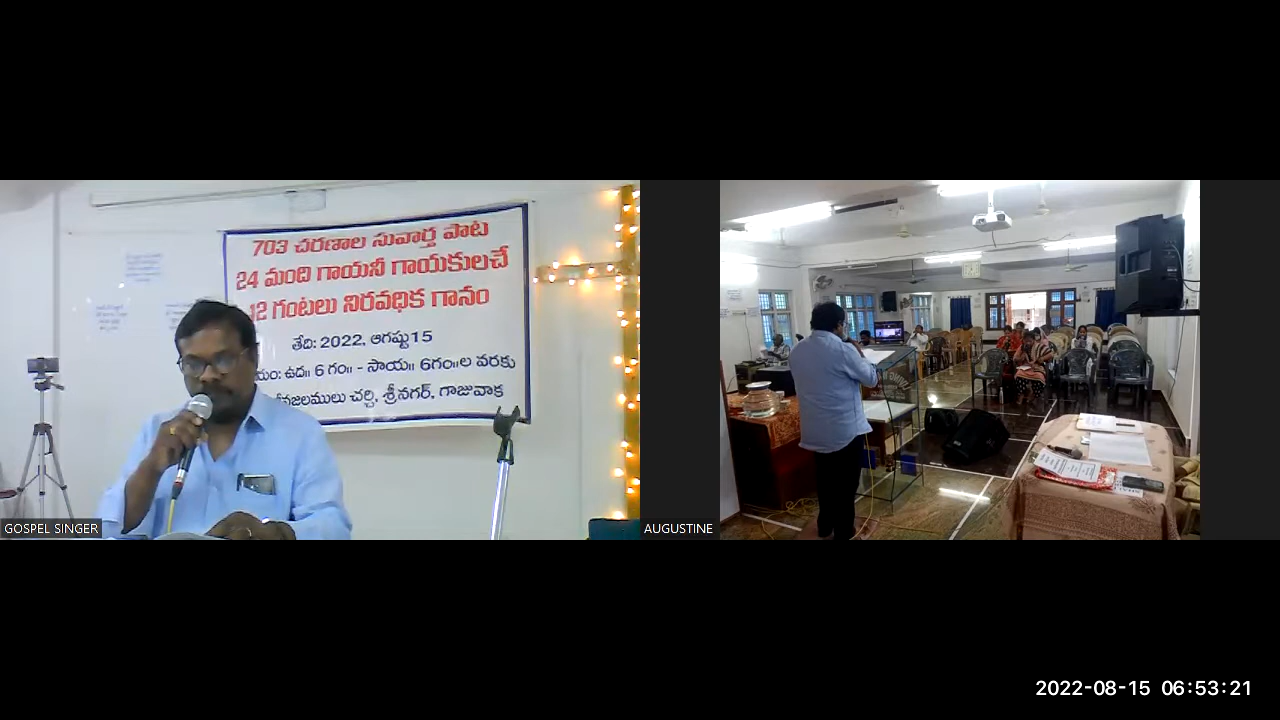 703 చరణాల సువార్త పాట
24 మంది గాయనీ గాయకులచే
12 గంటలు నిరవధిక గానం
తేది: 2022, ఆగష్టు 15
ఉద॥ 6 గం॥ - సాయ॥ 6గం॥ల వరకు
చర్చి, శ్రీనగర్, గాజువాక
GOSPEL SINGER
AUGUSTINE
2022-08-15 06:53:21